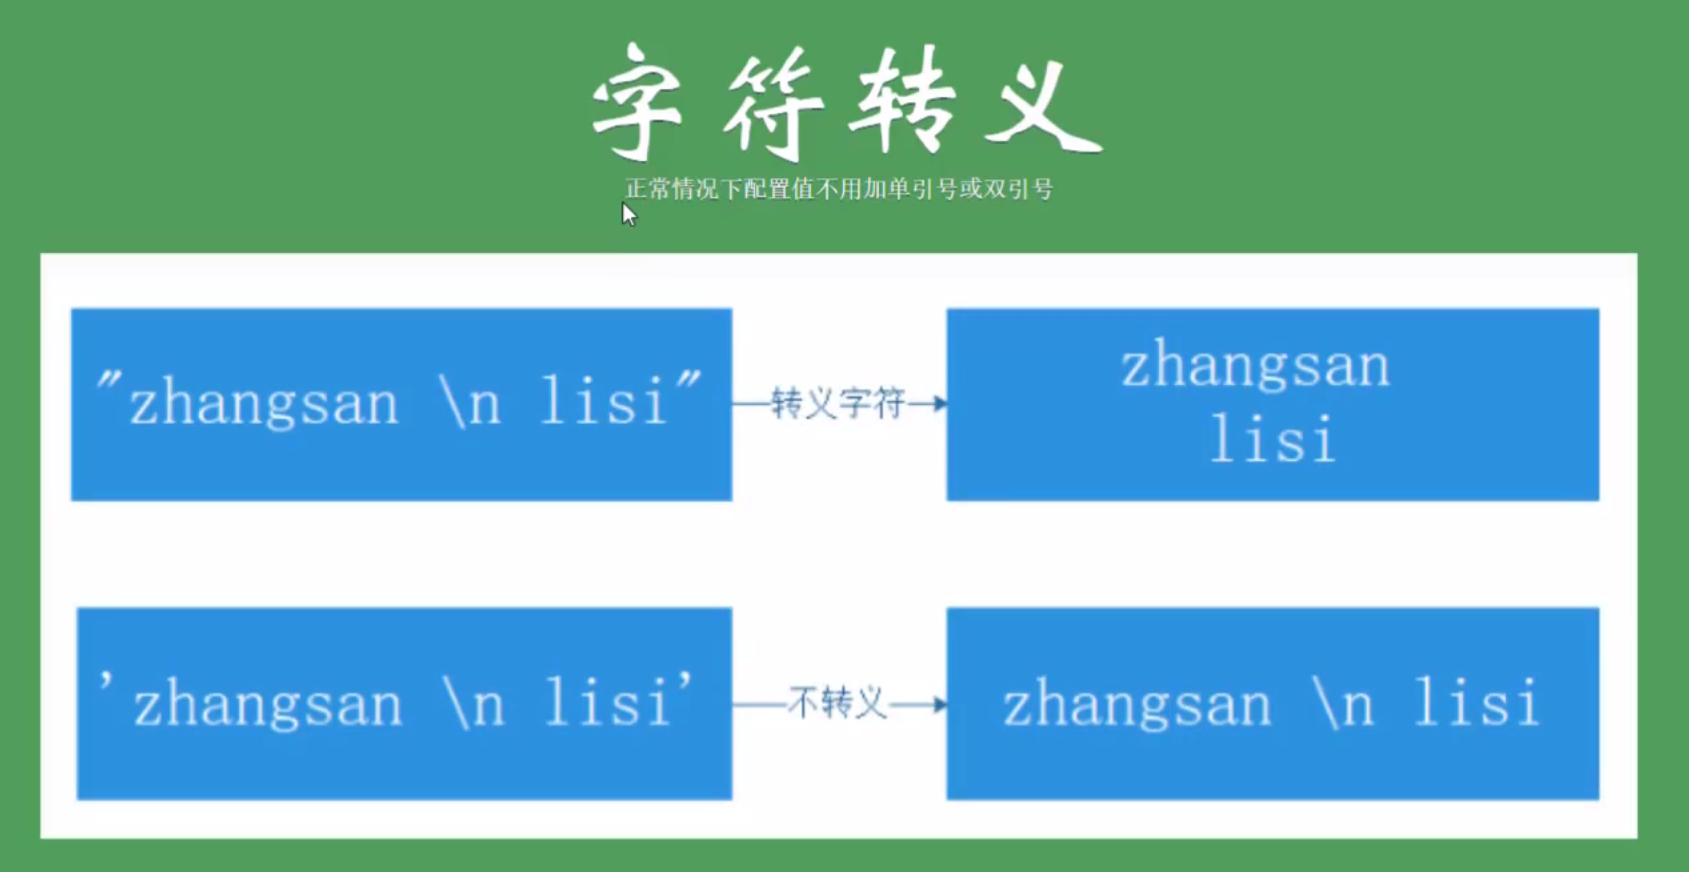 字符转义
正常情况下配置值不用加单引号或双引号
"zhangsan \n lisi"
转义字符
zhangsan
lisi
'zhangsan \n lisi'
不转义
zhangsan \n lisi